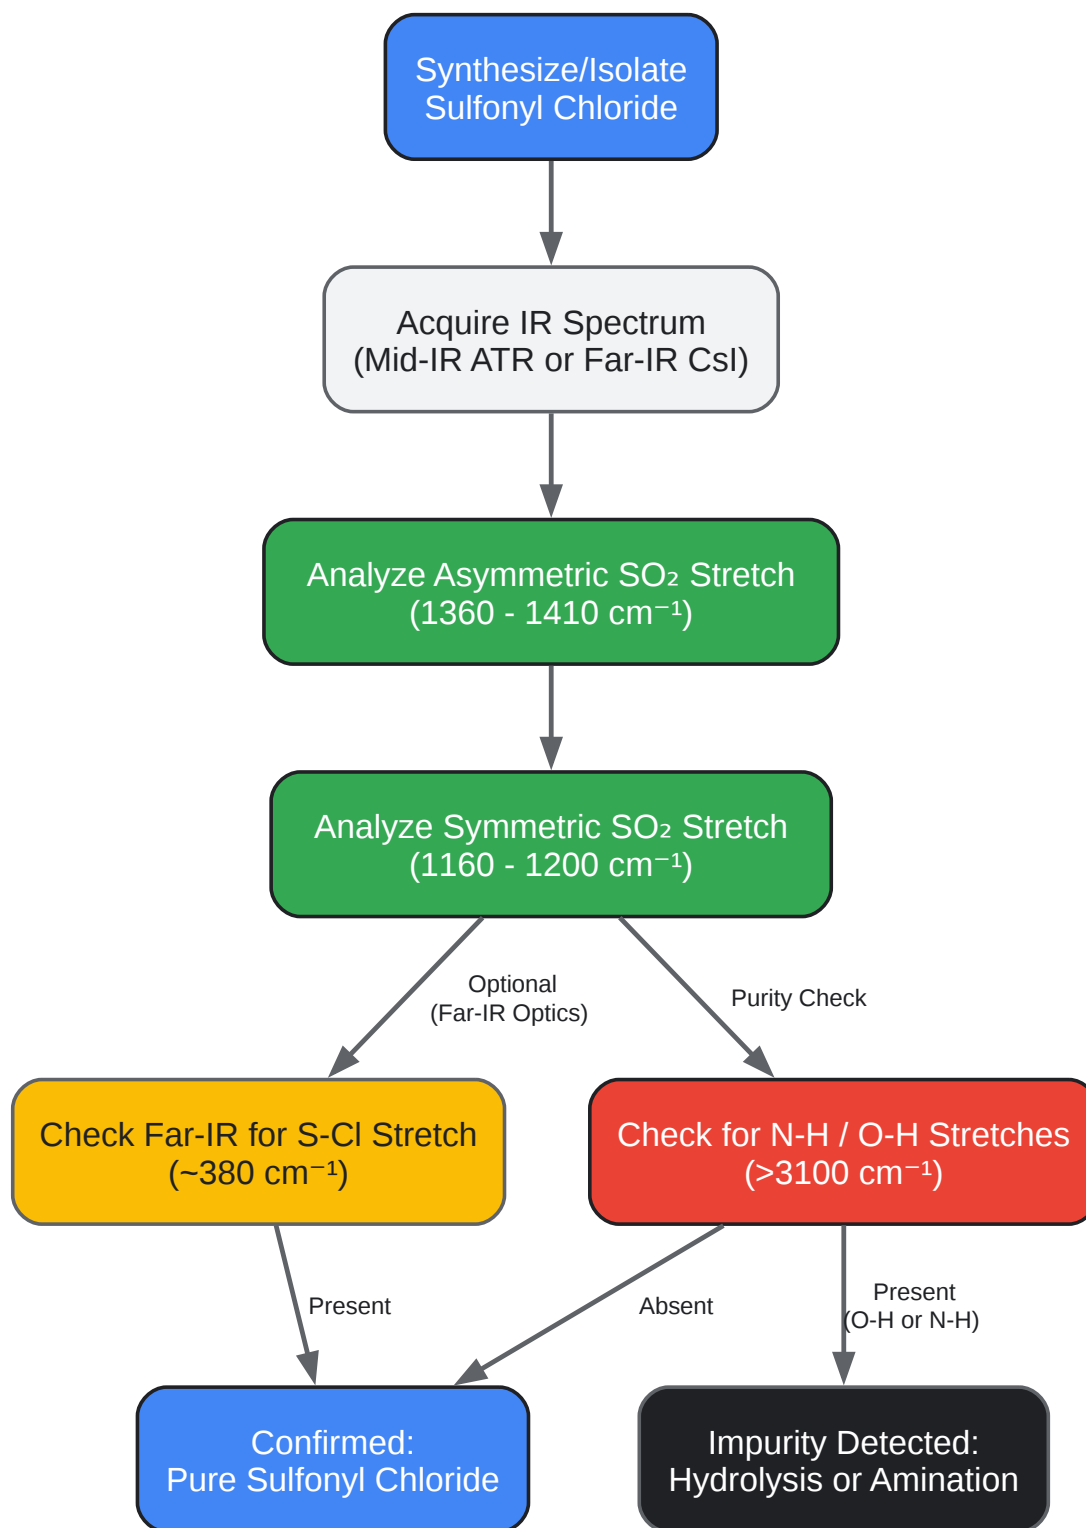 Synthesize/Isolate
Sulfonyl Chloride
Acquire IR Spectrum
(Mid-IR ATR or Far-IR CsI)
Analyze Asymmetric SO₂ Stretch
(1360 - 1410 cm⁻¹)
Analyze Symmetric SO₂ Stretch
(1160 - 1200 cm⁻¹)
Optional
(Far-IR Optics)
Purity Check
Check Far-IR for S-Cl Stretch
(~380 cm⁻¹)
Check for N-H / O-H Stretches
(>3100 cm⁻¹)
Present
Absent
Present
(O-H or N-H)
Confirmed:
Pure Sulfonyl Chloride
Impurity Detected:
Hydrolysis or Amination